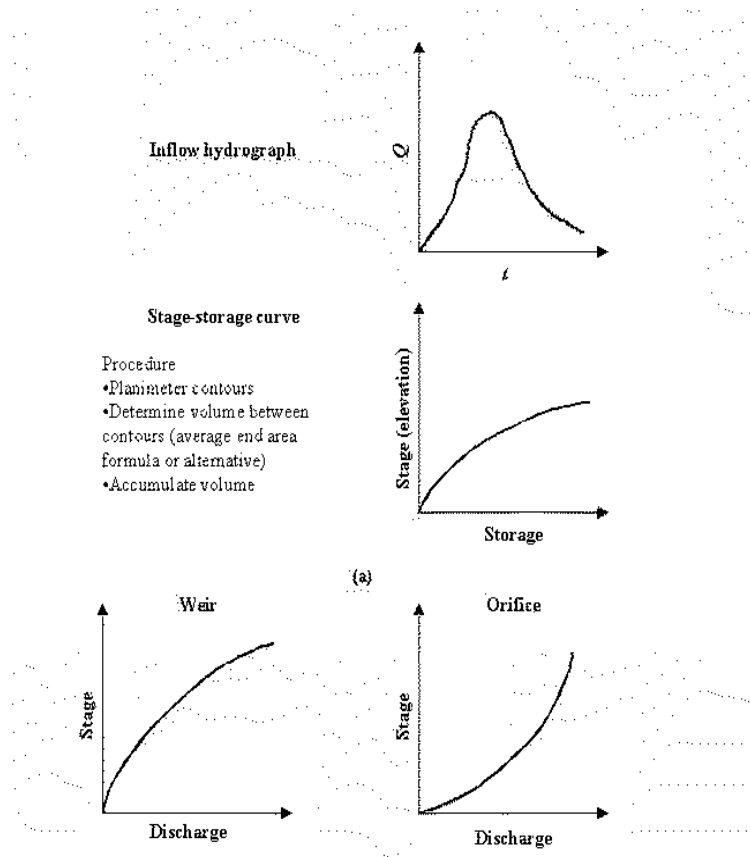 Inflow hydrograph
Q
t
Stage-storage curve
Procedure
•Planimeter contours
•Determine volume between
contours (average end area
formula or alternative)
•Accumulate volume
Stage (elevation)
Storage
(a)
Weir
Stage
Discharge
Orifice
Stage
Discharge